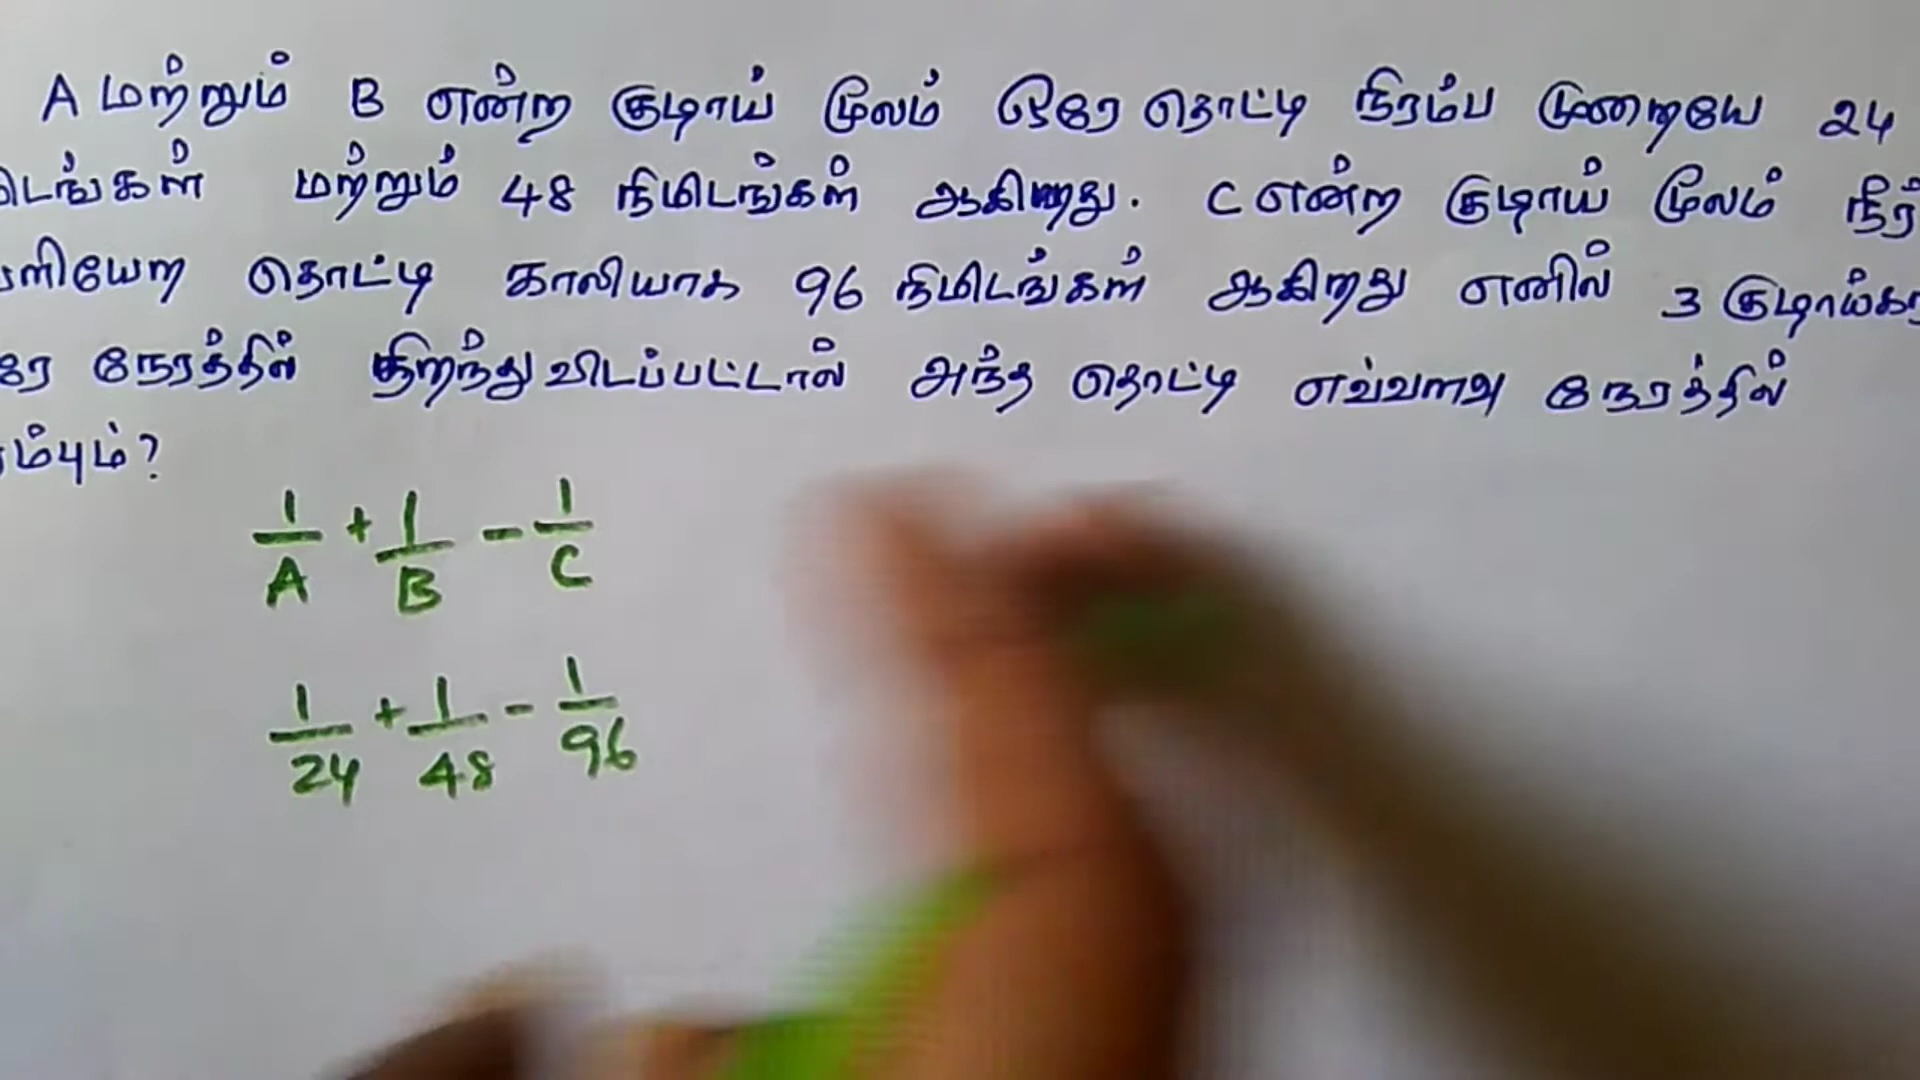 A மற்றும் B என்ற குடிாய் மூலம் ஒரே தொட்டி நிரம்ப முறையே 24
டங்கள் மற்றும் 48 நிமிடங்கள் ஆகிறது. C என்ற குழாய் மூலம் நீர்
ளியேற தொட்டி காலியாக 96 நிமிடங்கள் ஆகிறது எனில் 3 குழாய்க
ரே நேரத்தில் திறந்து விடப்பட்டால் அந்த தொட்டி எவ்வளவு நேரத்தில்
ம்பும்?
1/A + 1/B - 1/C
1/24 + 1/48 - 1/96